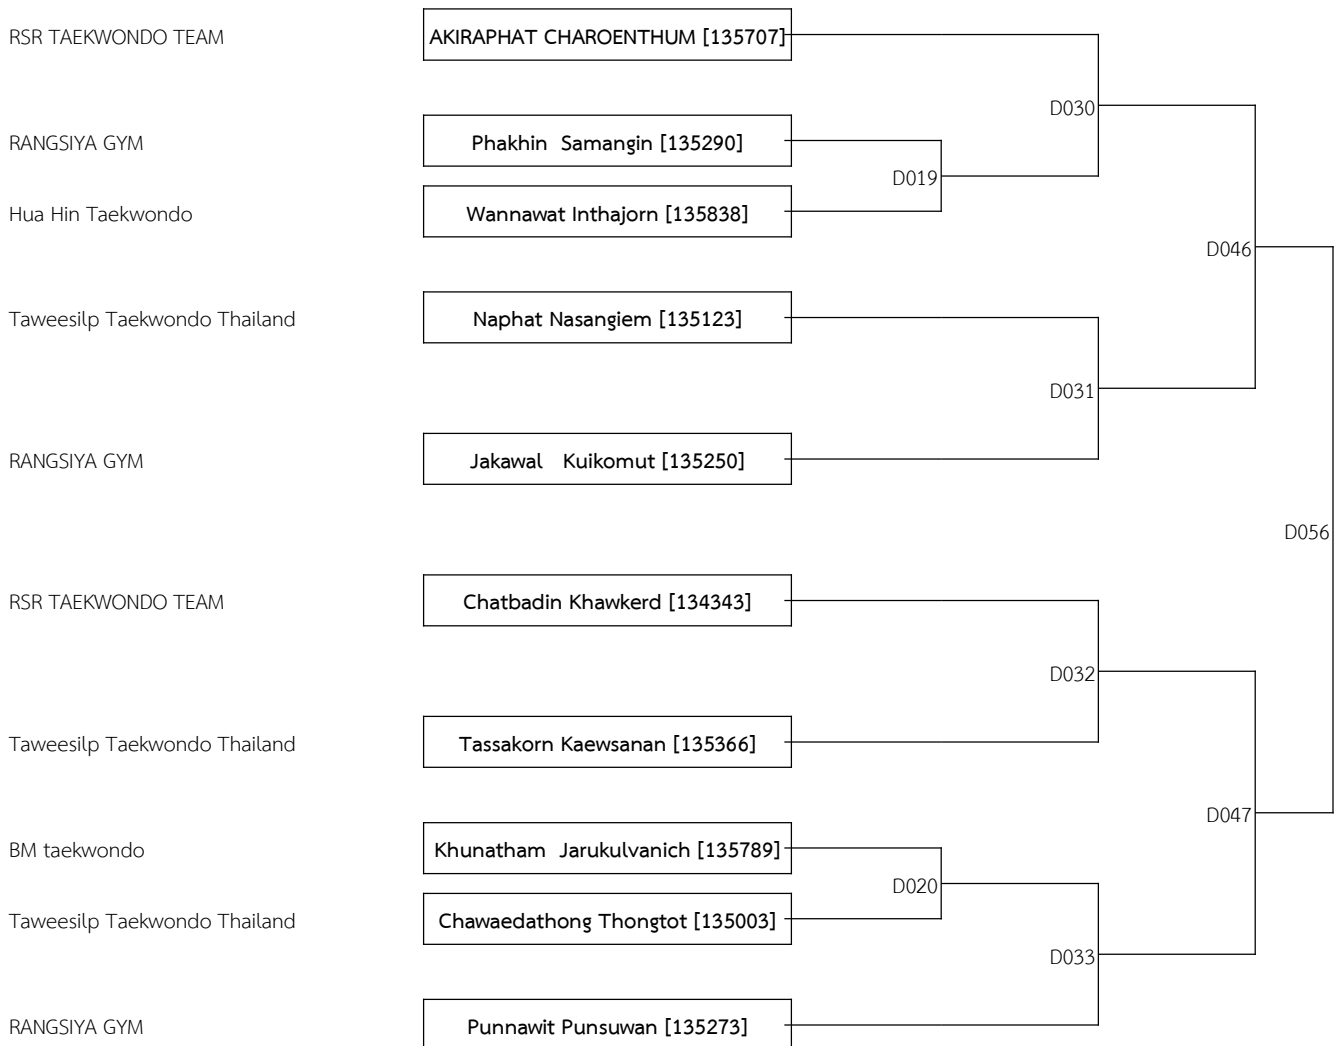 RSR TAEKWONDO TEAM
AKIRAPHAT CHAROENTHUM [135707]
D030
RANGSIYA GYM
Phakhin  Samangin [135290]
D019
Hua Hin Taekwondo
Wannawat Inthajorn [135838]
D046
Taweesilp Taekwondo Thailand
Naphat Nasangiem [135123]
D031
RANGSIYA GYM
Jakawal   Kuikomut [135250]
D056
RSR TAEKWONDO TEAM
Chatbadin Khawkerd [134343]
D032
Taweesilp Taekwondo Thailand
Tassakorn Kaewsanan [135366]
D047
BM taekwondo
Khunatham  Jarukulvanich [135789]
D020
Taweesilp Taekwondo Thailand
Chawaedathong Thongtot [135003]
D033
RANGSIYA GYM
Punnawit Punsuwan [135273]